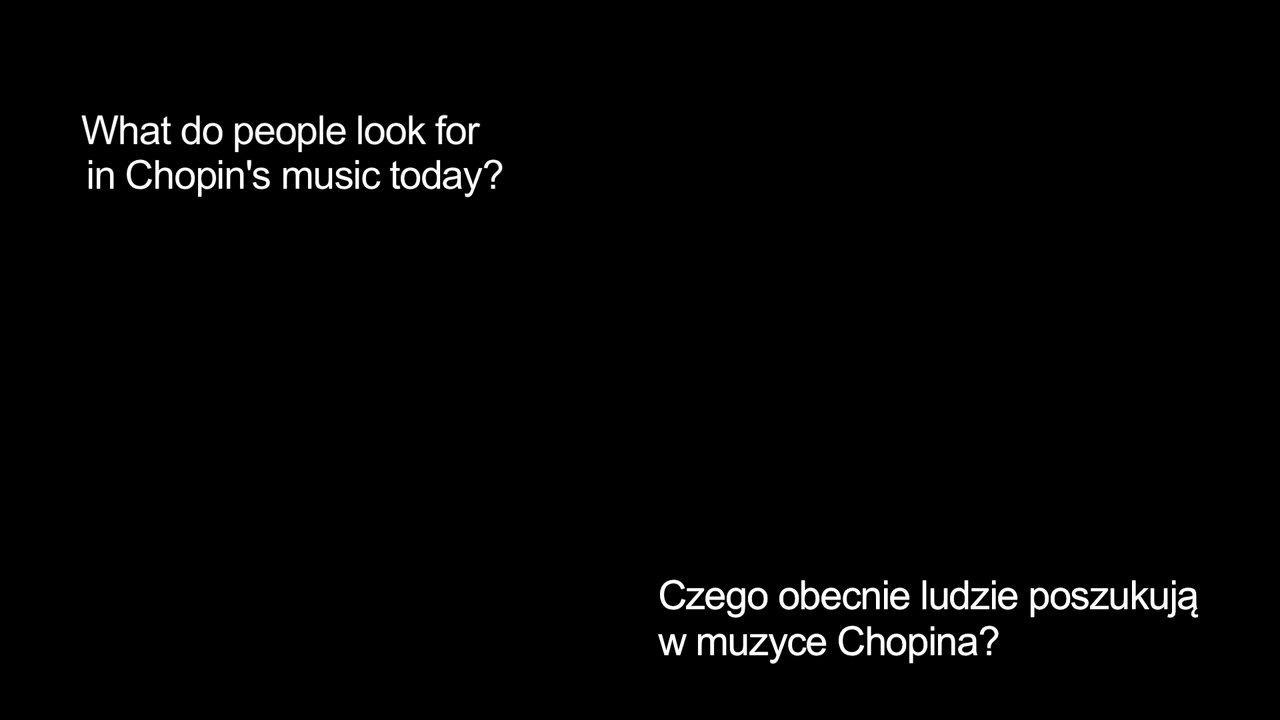 What do people look for
in Chopin's music today?
Czego obecnie ludzie poszukują
w muzyce Chopina?